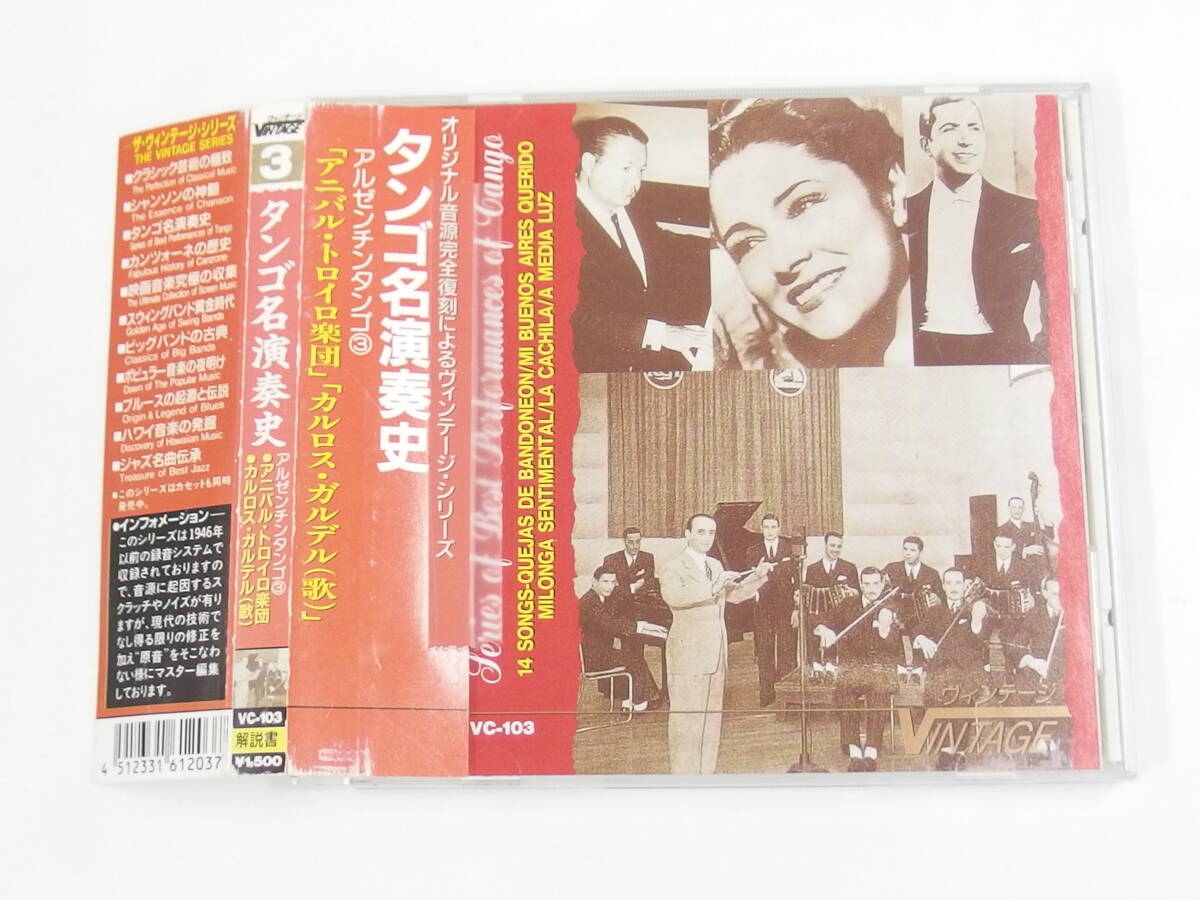 ザ・ヴィンテージ・シリーズ
THE VINTAGE SERIES
■クラシック芸術の極致
The Perfection of Classical Music
■シャンソンの神髄
The Essence of Chanson
■タンゴ名演奏史
Series of Best Performances of Tango
■カンツォーネの歴史
Fabulous History of Canzone
■映画音楽究極の収集
The Ultimate Collection of Screen Music
■スウィングバンド黄金時代
Golden Age of Swing Bands
■ビッグバンドの古典
Classics of Big Bands
■ポピュラー音楽の夜明け
Dawn of The Popular Music
■ブルースの起源と伝説
Origin & Legend of Blues
■ハワイ音楽の発掘
Discovery of Hawaiian Music
■ジャズ名曲伝承
Treasure of Best Jazz
●このシリーズはカセットも同時
発売中。
●インフォメーション
このシリーズは1946年
以前の録音システムで
収録されておりますの
で、音源に起因するス
クラッチやノイズが有り
ますが、現代の技術で
なし得る限りの修正を
加え“原音”をそこなわ
ない様にマスター編集
しております。
4 512331 612037
ヴィンテージ
VINTAGE
3
タンゴ名演奏史
アルゼンチンタンゴ③
●アニバル・トロイロ楽団
●カルロス・ガルデル(歌)
VC-103
解説書
¥1,500
オリジナル音源完全復刻によるヴィンテージ・シリーズ
タンゴ名演奏史
アルゼンチンタンゴ③
「アニバル・トロイロ楽団」「カルロス・ガルデル(歌)」
Series of Best Performances of Tango
14 SONGS-QUEJAS DE BANDONEON/MI BUENOS AIRES QUERIDO
MILONGA SENTIMENTAL/LA CACHILA/A MEDIA LUZ
VC-103
ヴィンテージ
VINTAGE